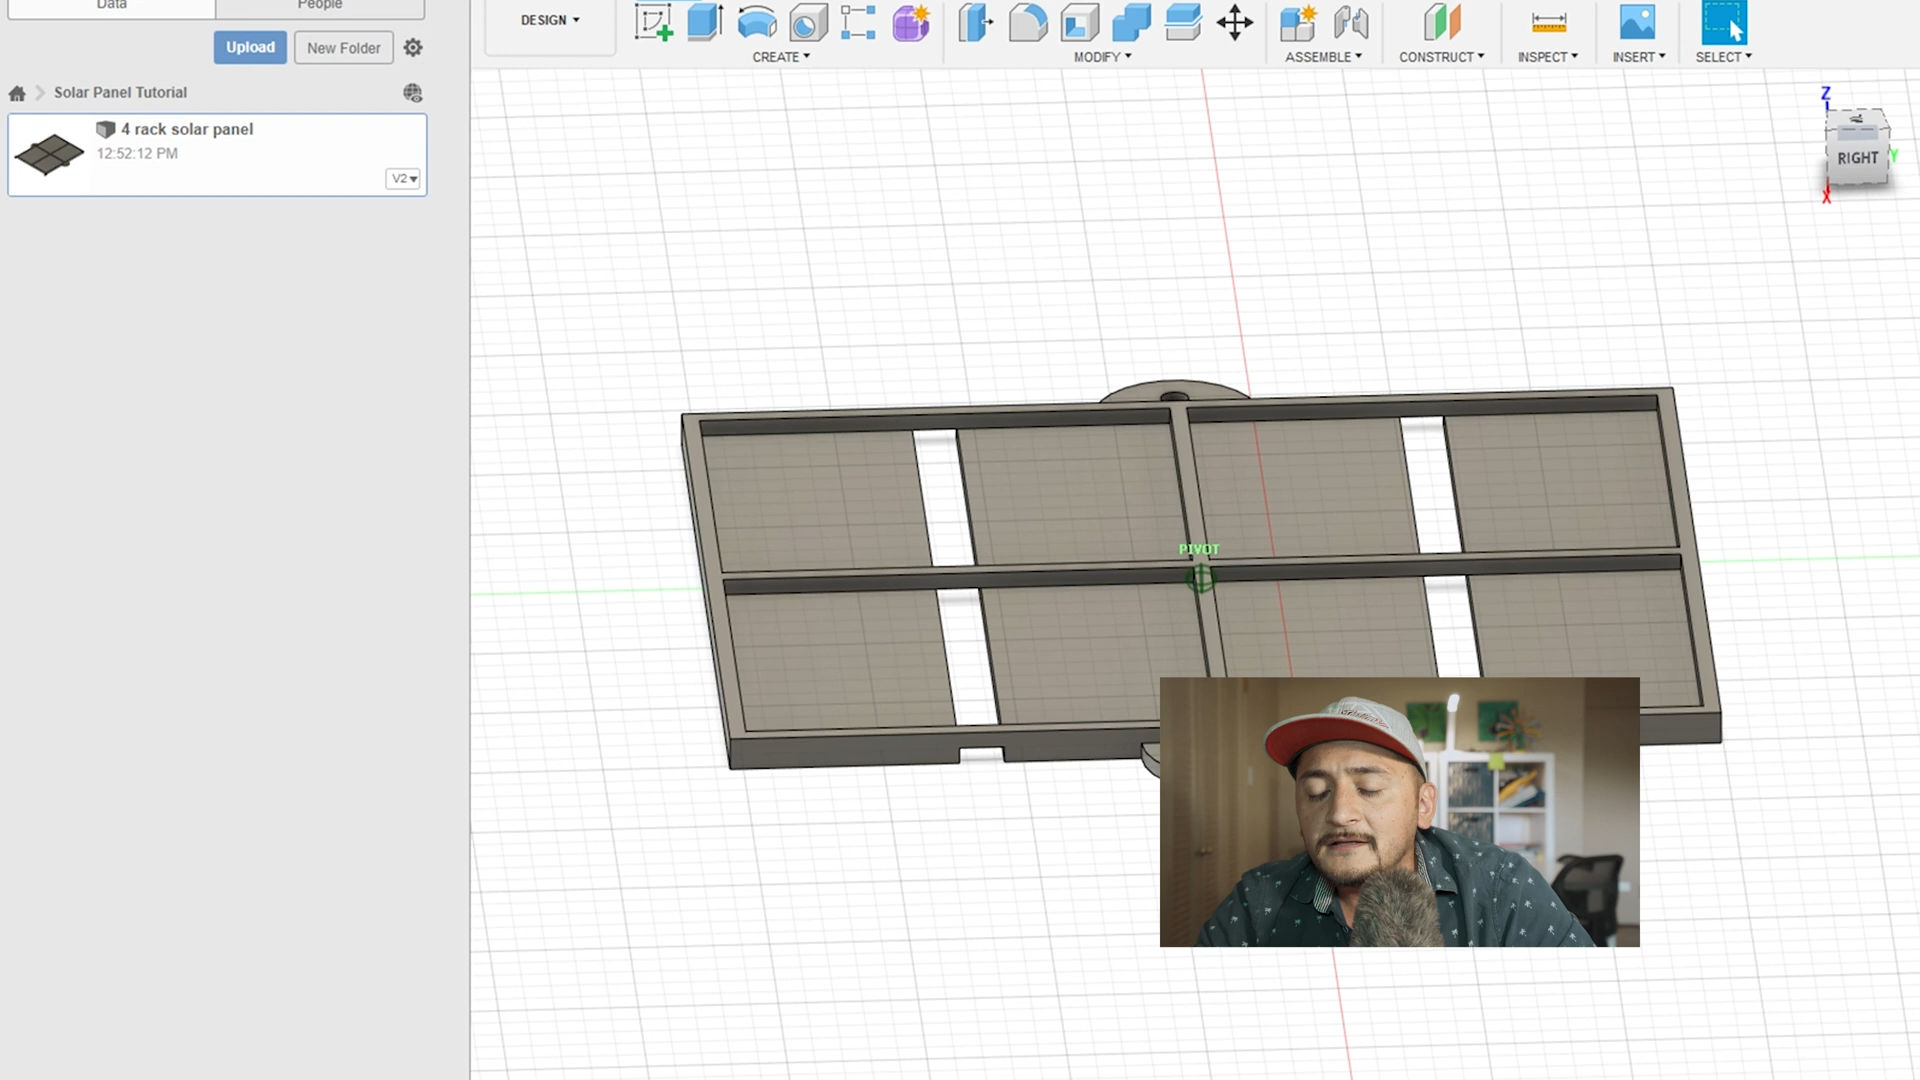 Data
People
Upload
New Folder
Solar Panel Tutorial
4 rack solar panel
12:52:12 PM
V2
DESIGN
CREATE
MODIFY
ASSEMBLE
CONSTRUCT
INSPECT
INSERT
SELECT
Z
RIGHT
Y
X
PIVOT